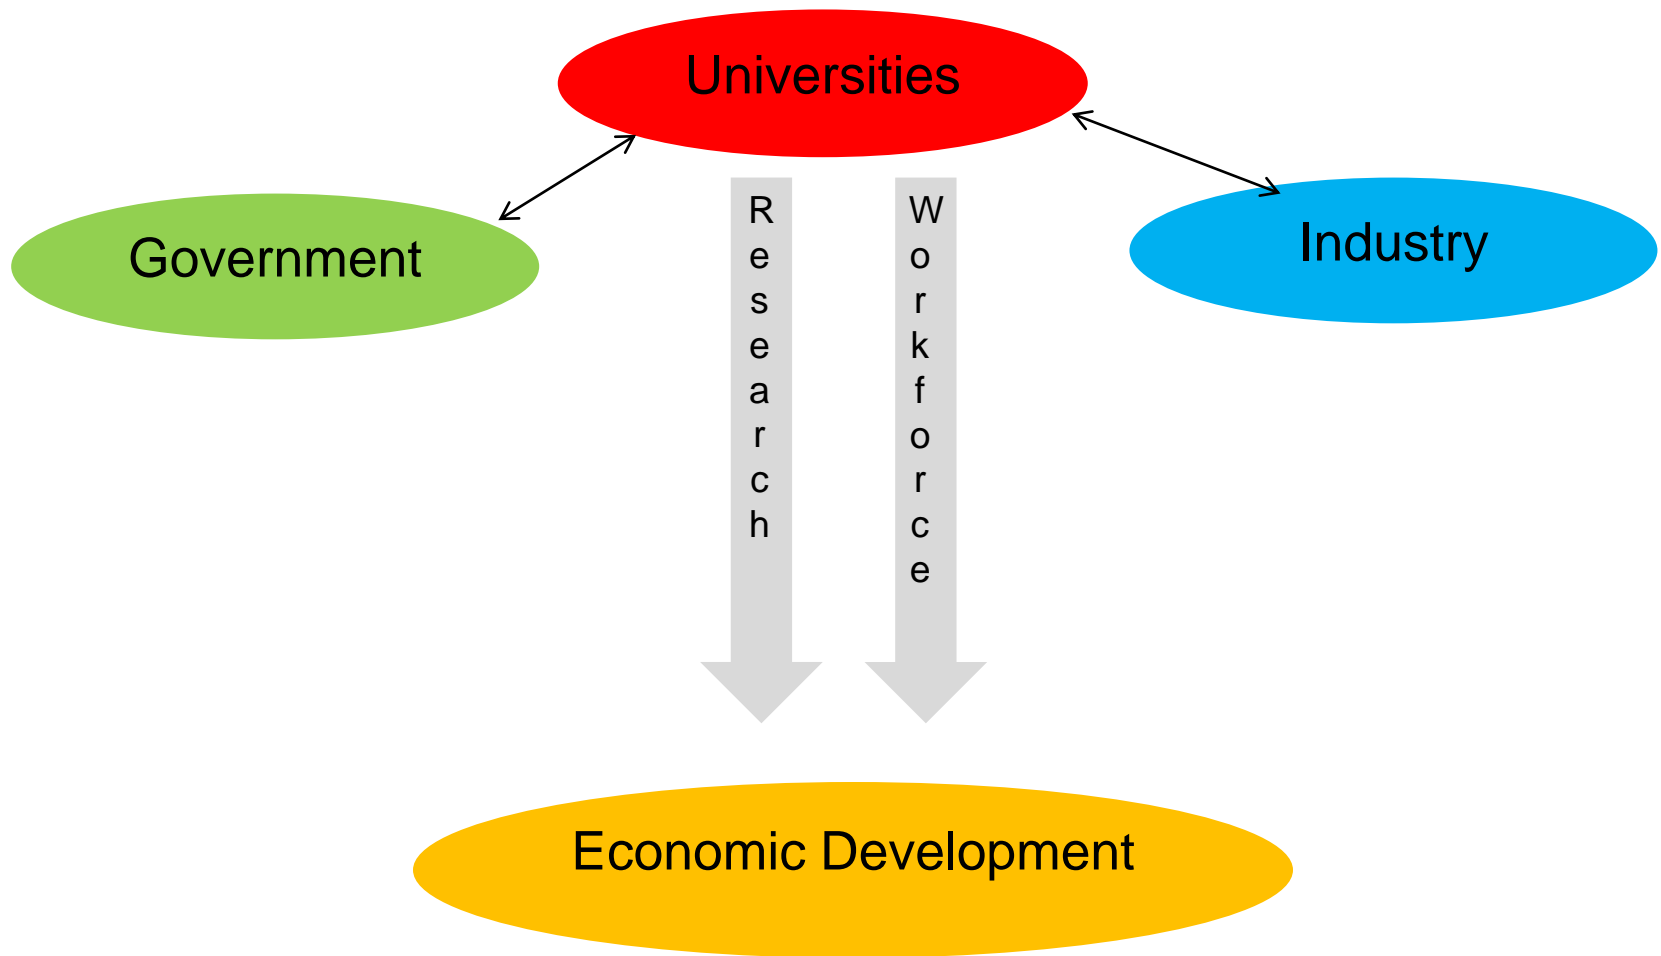 Universities
Government
Industry
Research
Workforce
Economic Development